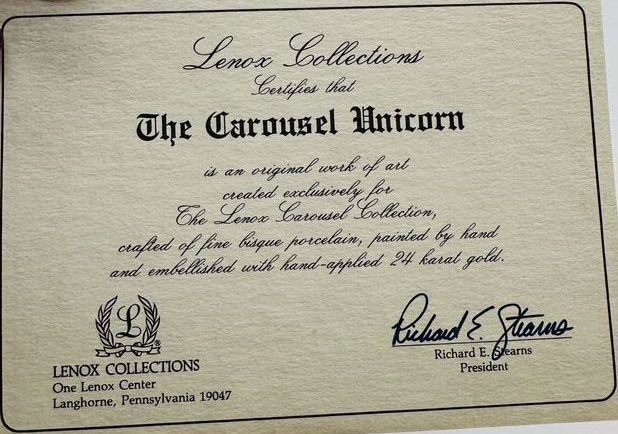 Lenox Collections
Certifies that
The Carousel Unicorn
is an original work of art
created exclusively for
The Lenox Carousel Collection,
crafted of fine bisque porcelain, painted by hand
and embellished with hand-applied 24 karat gold.
L
®
LENOX COLLECTIONS
One Lenox Center
Langhorne, Pennsylvania 19047
Richard E. Stearns
Richard E. Stearns
President